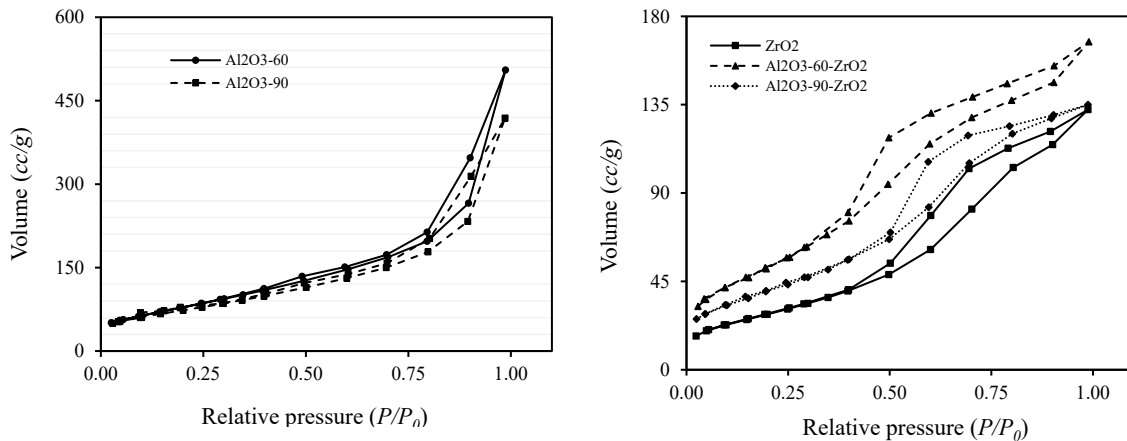 600
450
300
150
0
Volume (cc/g)
Al2O3-60
Al2O3-90
0.00 0.25 0.50 0.75 1.00
Relative pressure (P/P0)
180
135
90
45
0
Volume (cc/g)
ZrO2
Al2O3-60-ZrO2
Al2O3-90-ZrO2
0.00 0.25 0.50 0.75 1.00
Relative pressure (P/P0)